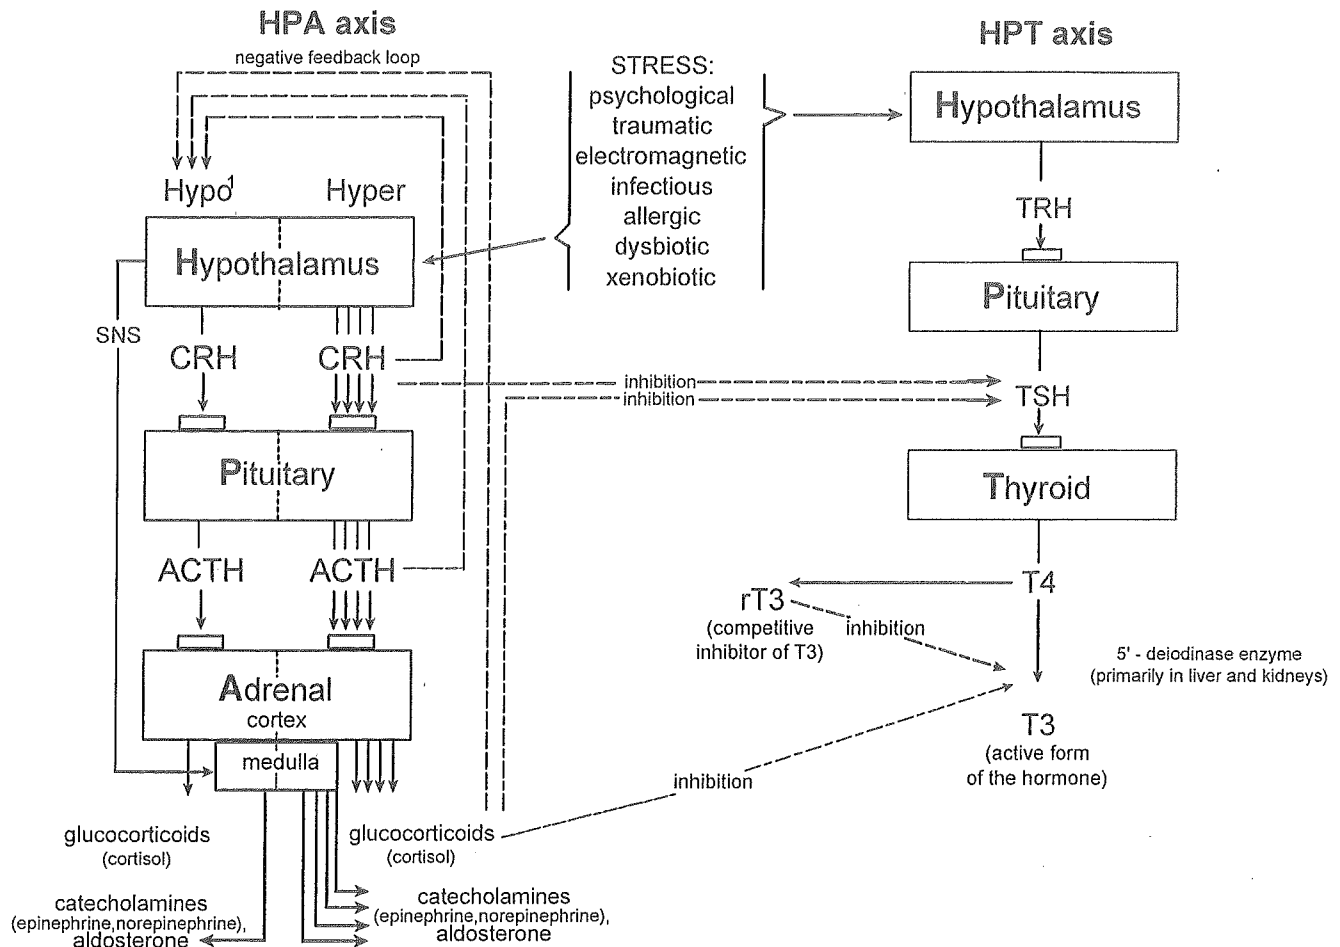 HPA axis
negative feedback loop
Hypo1
Hyper
Hypothalamus
SNS
CRH
CRH
Pituitary
ACTH
ACTH
Adrenal
cortex
medulla
glucocorticoids
(cortisol)
glucocorticoids
(cortisol)
catecholamines
(epinephrine,norepinephrine),
aldosterone
catecholamines
(epinephrine,norepinephrine),
aldosterone
STRESS:
psychological
traumatic
electromagnetic
infectious
allergic
dysbiotic
xenobiotic
inhibition
inhibition
HPT axis
Hypothalamus
TRH
Pituitary
TSH
Thyroid
T4
rT3
(competitive
inhibitor of T3)
inhibition
5' - deiodinase enzyme
(primarily in liver and kidneys)
T3
(active form
of the hormone)
inhibition